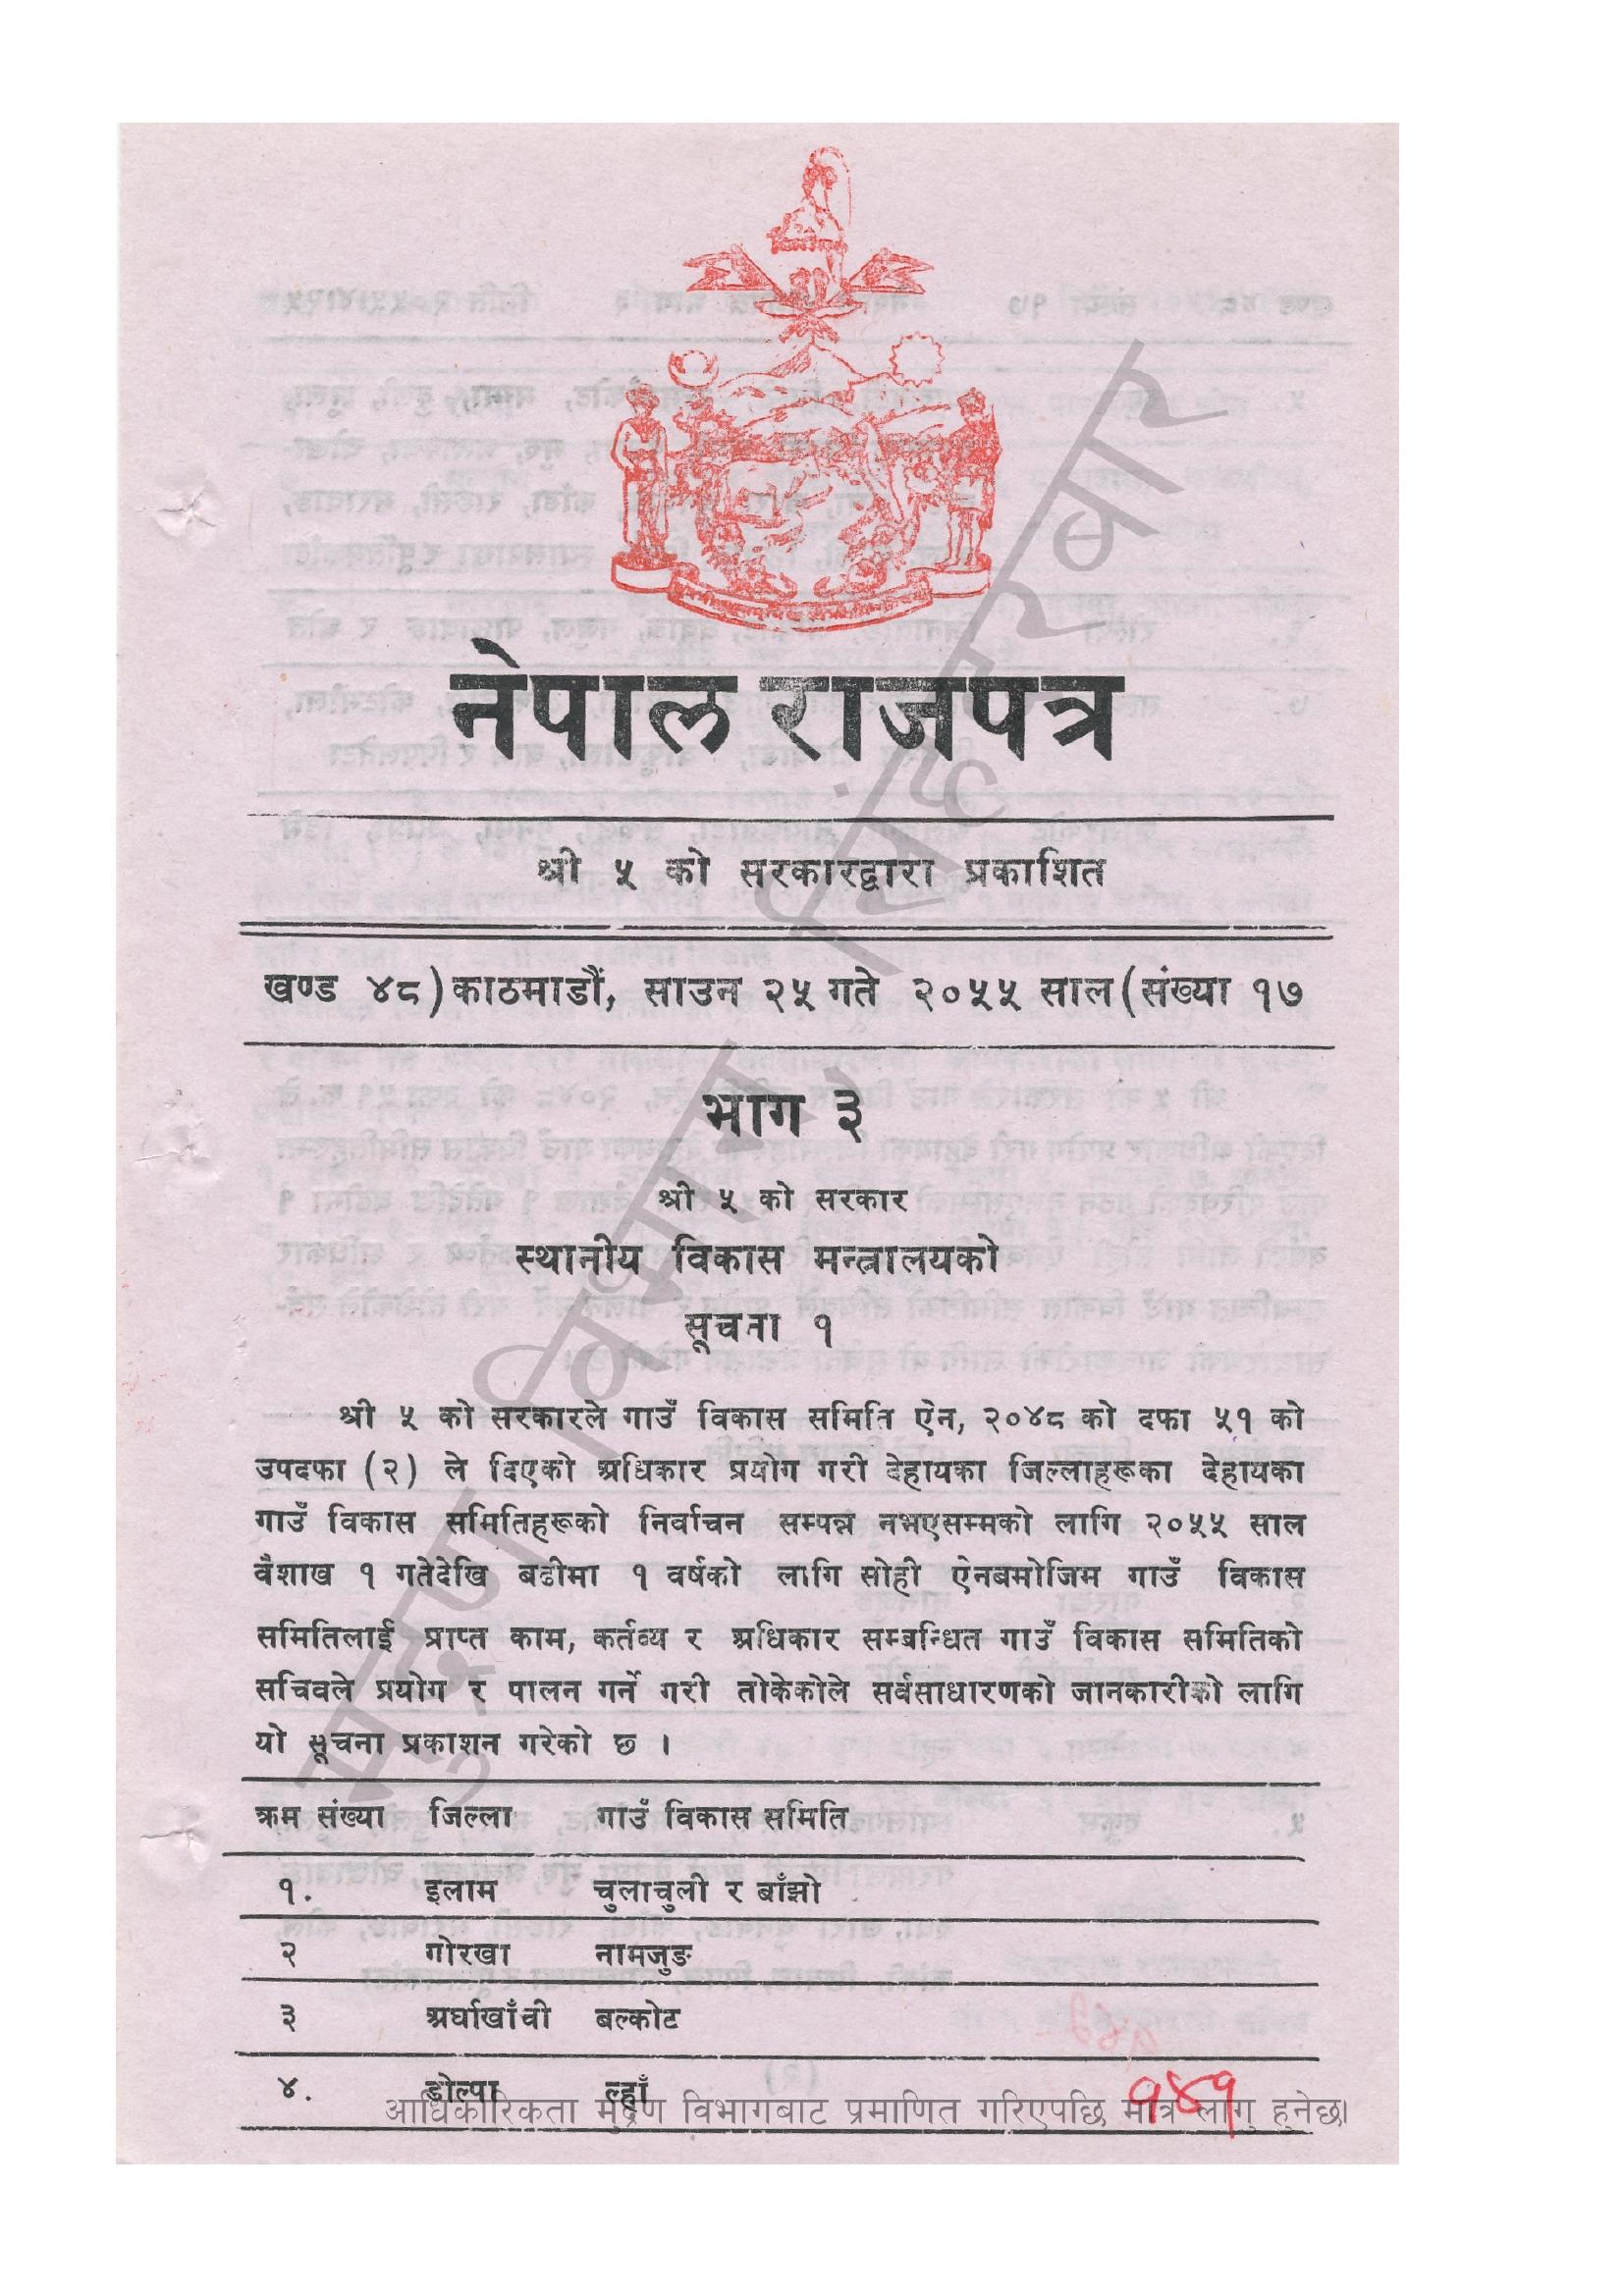 नेपाल राजपत्र
श्री ५ को सरकारद्वारा प्रकाशित
खण्ड ४८) काठमाडौं, साउन २५ गते २०५५ साल (संख्या १७
भाग ३
श्री ५ को सरकार
स्थानीय विकास मन्त्रालयको
सूचना १
श्री ५ को सरकारले गाउँ विकास समिति ऐन, २०४८ को दफा ५१ को
उपदफा (२) ले दिएको अधिकार प्रयोग गरी देहायका जिल्लाहरूका देहायका
गाउँ विकास समितिहरूको निर्वाचन सम्पन्न नभएसम्मको लागि २०५५ साल
वैशाख १ गतेदेखि बढीमा १ वर्षको लागि सोही ऐनबमोजिम गाउँ विकास
समितिलाई प्राप्त काम, कर्तव्य र अधिकार सम्बन्धित गाउँ विकास समितिको
सचिवले प्रयोग र पालन गर्ने गरी तोकेकोले सर्वसाधारणको जानकारीको लागि
यो सूचना प्रकाशन गरेको छ ।
क्रम संख्या जिल्ला गाउँ विकास समिति
१. इलाम चुलाचुली र बाँझो
२ गोरखा नामजुङ
३ अर्घाखाँची बल्कोट
४. डोल्पा ल्हाँ
आधिकारिकता मुद्रण विभागबाट प्रमाणित गरिएपछि मात्र लागु हुनेछ।
१४१
मुद्रण विभाग, सिंहदरबार